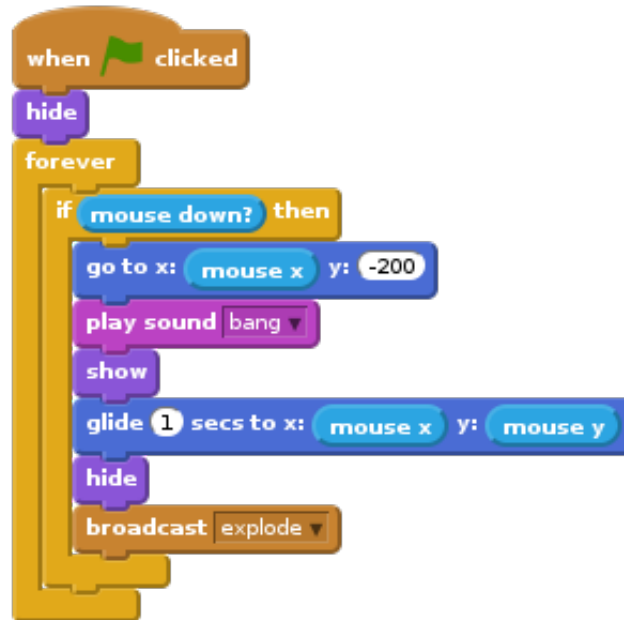 when clicked
hide
forever
if mouse down? then
go to x: mouse x y: -200
play sound bang
show
glide 1 secs to x: mouse x y: mouse y
hide
broadcast explode